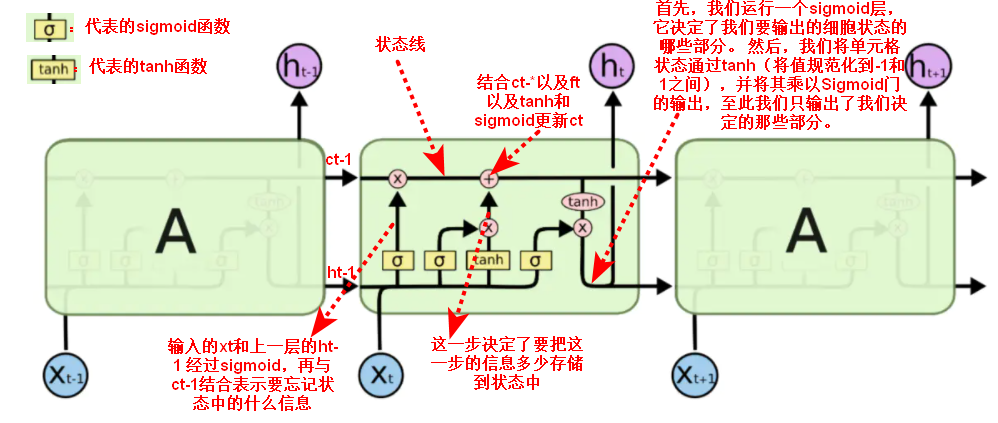 σ：代表的sigmoid函数
tanh：代表的tanh函数
状态线
结合ct-*以及ft
以及tanh和
sigmoid更新ct
首先，我们运行一个sigmoid层，
它决定了我们要输出的细胞状态的
哪些部分。 然后，我们将单元格
状态通过tanh（将值规范化到-1和
1之间），并将其乘以Sigmoid门
的输出，至此我们只输出了我们决
定的那些部分。
ht-1
ht
ht+1
ct-1
x
+
tanh
x
x
A
A
σ
σ
tanh
σ
ht-1
输入的xt和上一层的ht-
1 经过sigmoid，再与
ct-1结合表示要忘记状
态中的什么信息
这一步决定了要把这
一步的信息多少存储
到状态中
Xt-1
Xt
Xt+1